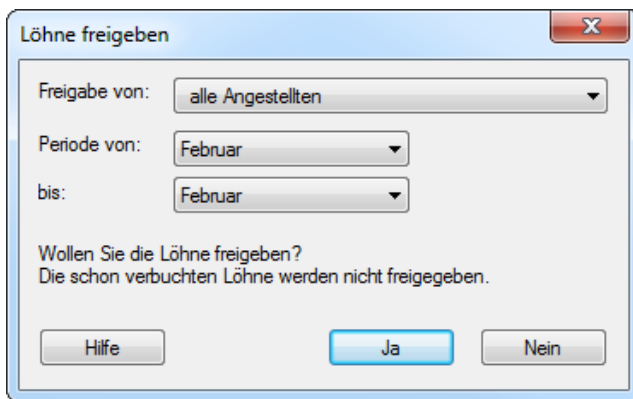 Löhne freigeben
Freigabe von: alle Angestellten
Periode von: Februar
bis: Februar
Wollen Sie die Löhne freigeben?
Die schon verbuchten Löhne werden nicht freigegeben.
Hilfe Ja Nein